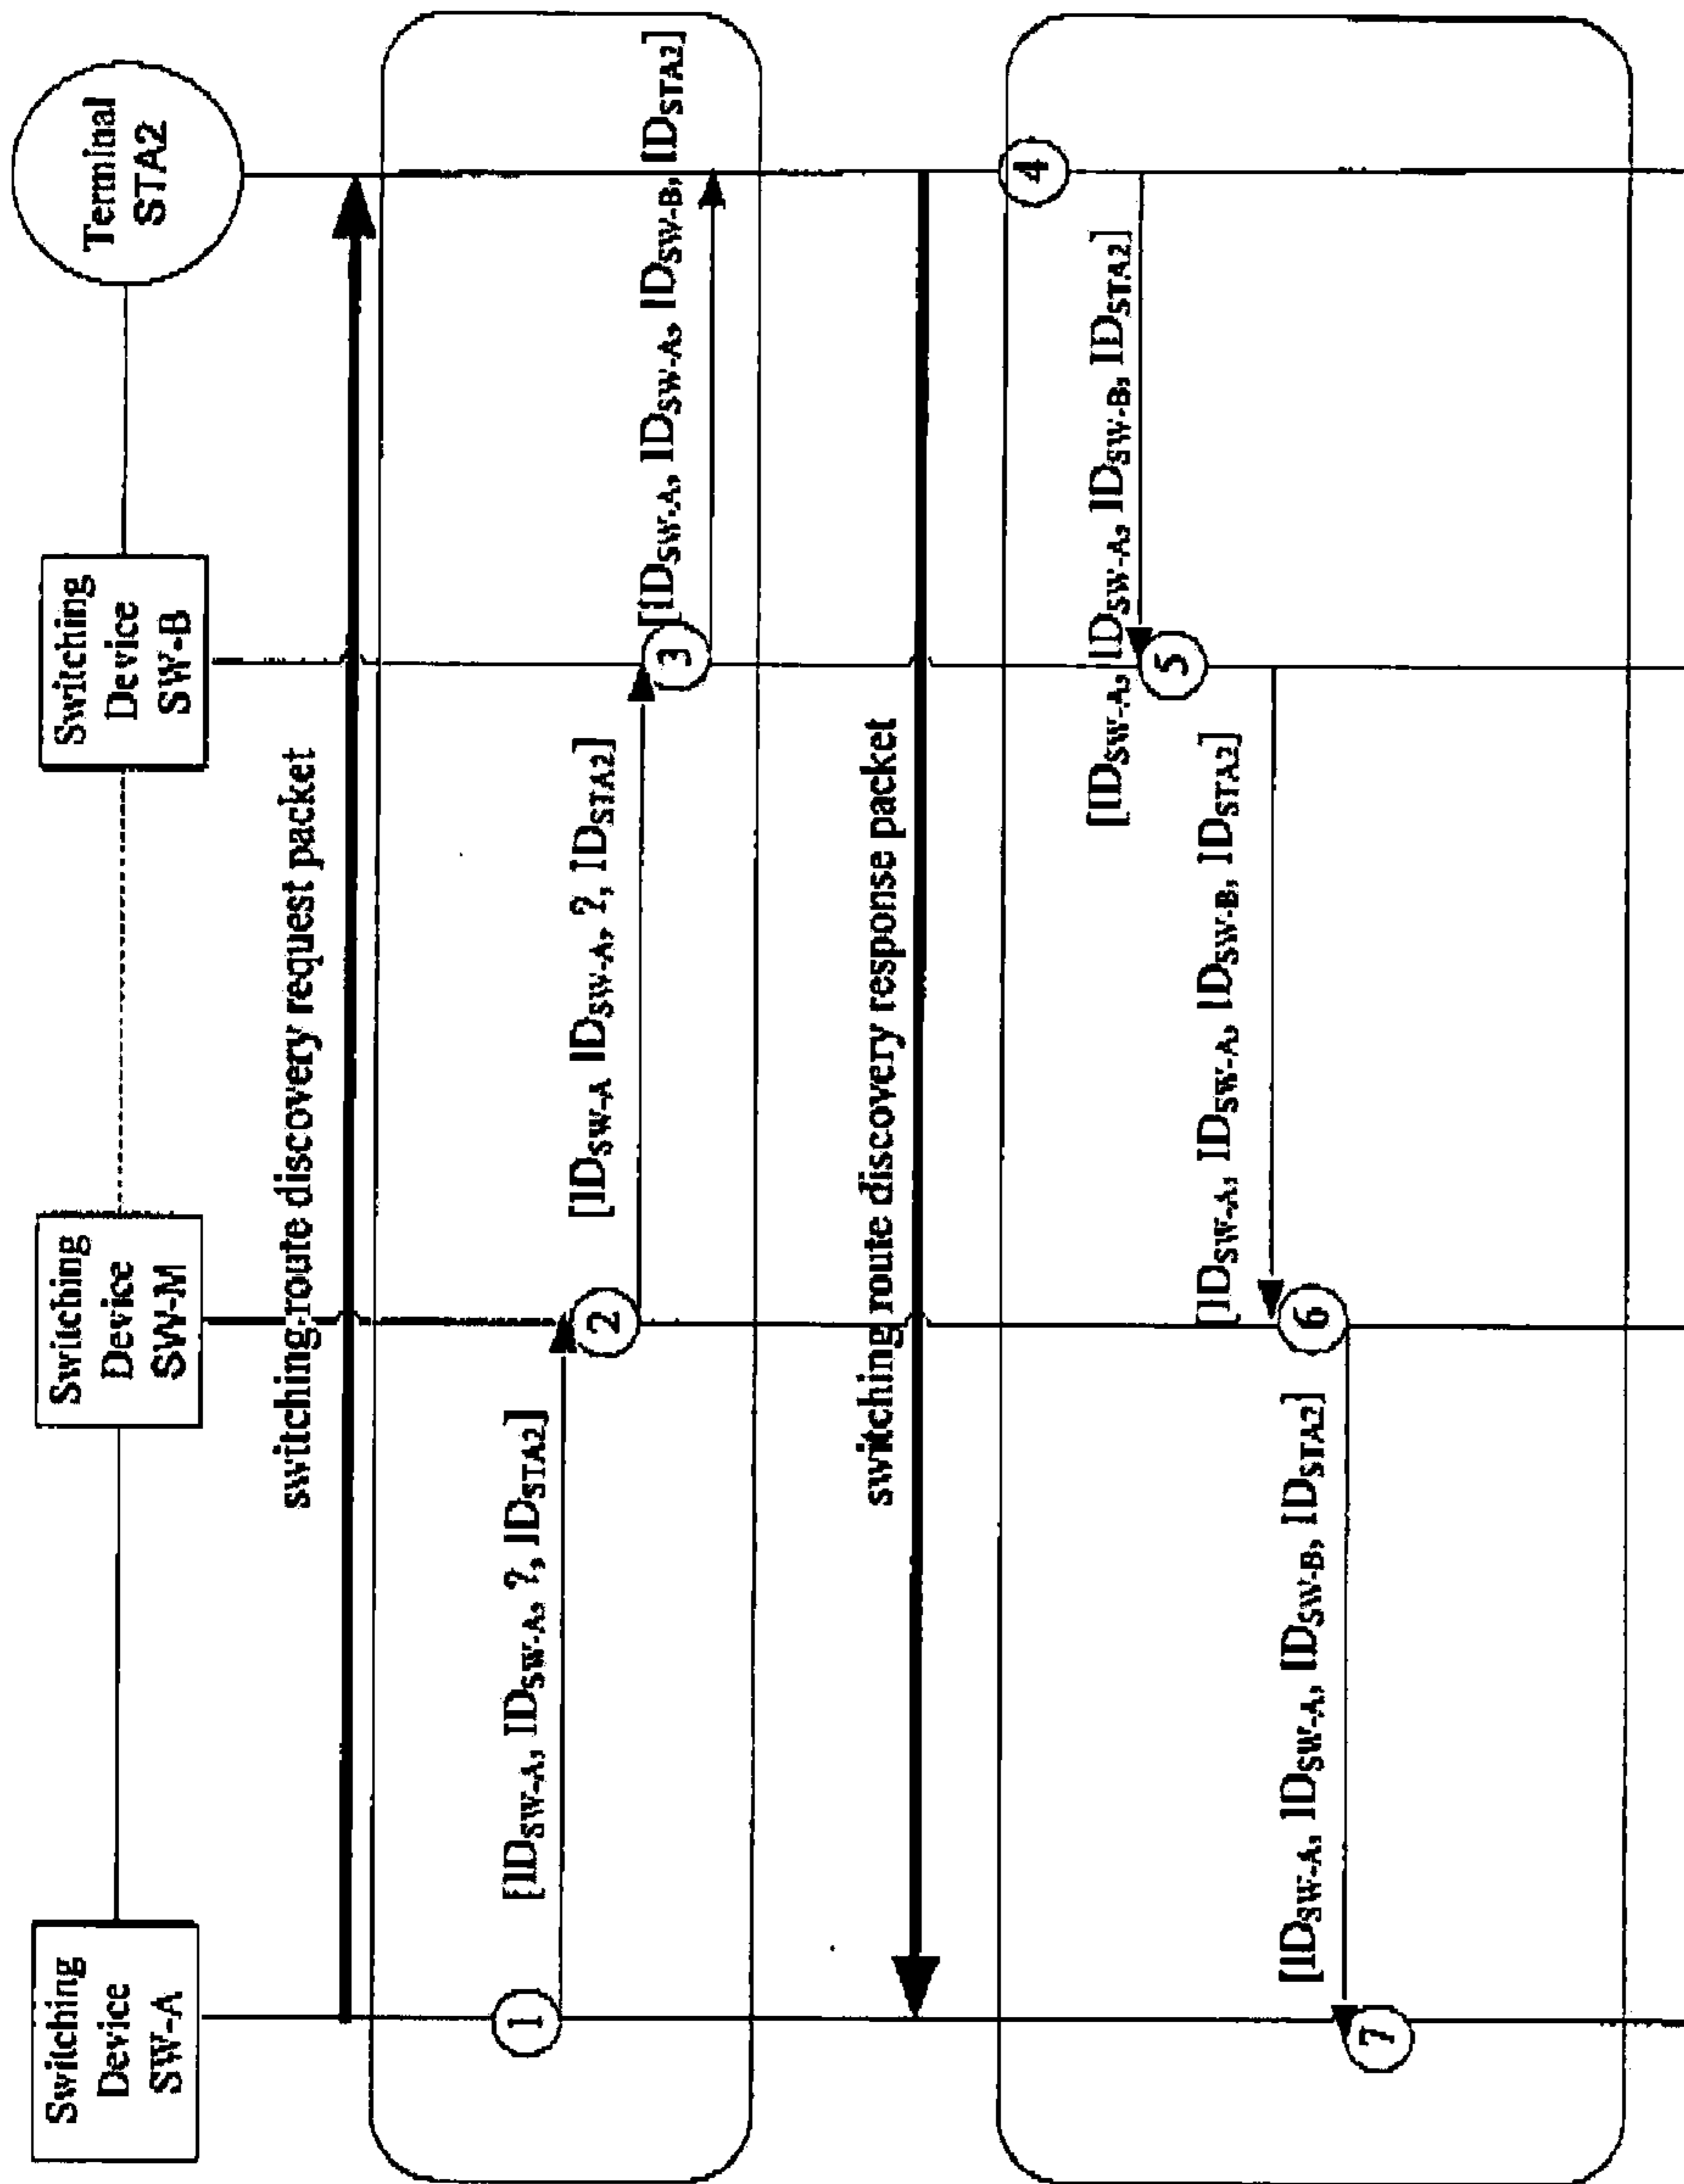 Switching
Device
SW-A
Switching
Device
SW-M
Switching
Device
SW-B
Terminal
STA2
switching route discovery request packet
1
[ID_SW-A, ID_SW-A, ?, ID_STA2]
2
[ID_SW-A ID_SW-A, ?, ID_STA2]
3
[ID_SW-A, ID_SW-A, ID_SW-B, ID_STA2]
switching route discovery response packet
4
[ID_SW-A, ID_SW-A, ID_SW-B, ID_STA2]
5
[ID_SW-A, ID_SW-A, ID_SW-B, ID_STA2]
6
[ID_SW-A, ID_SW-A, ID_SW-B, ID_STA2]
7